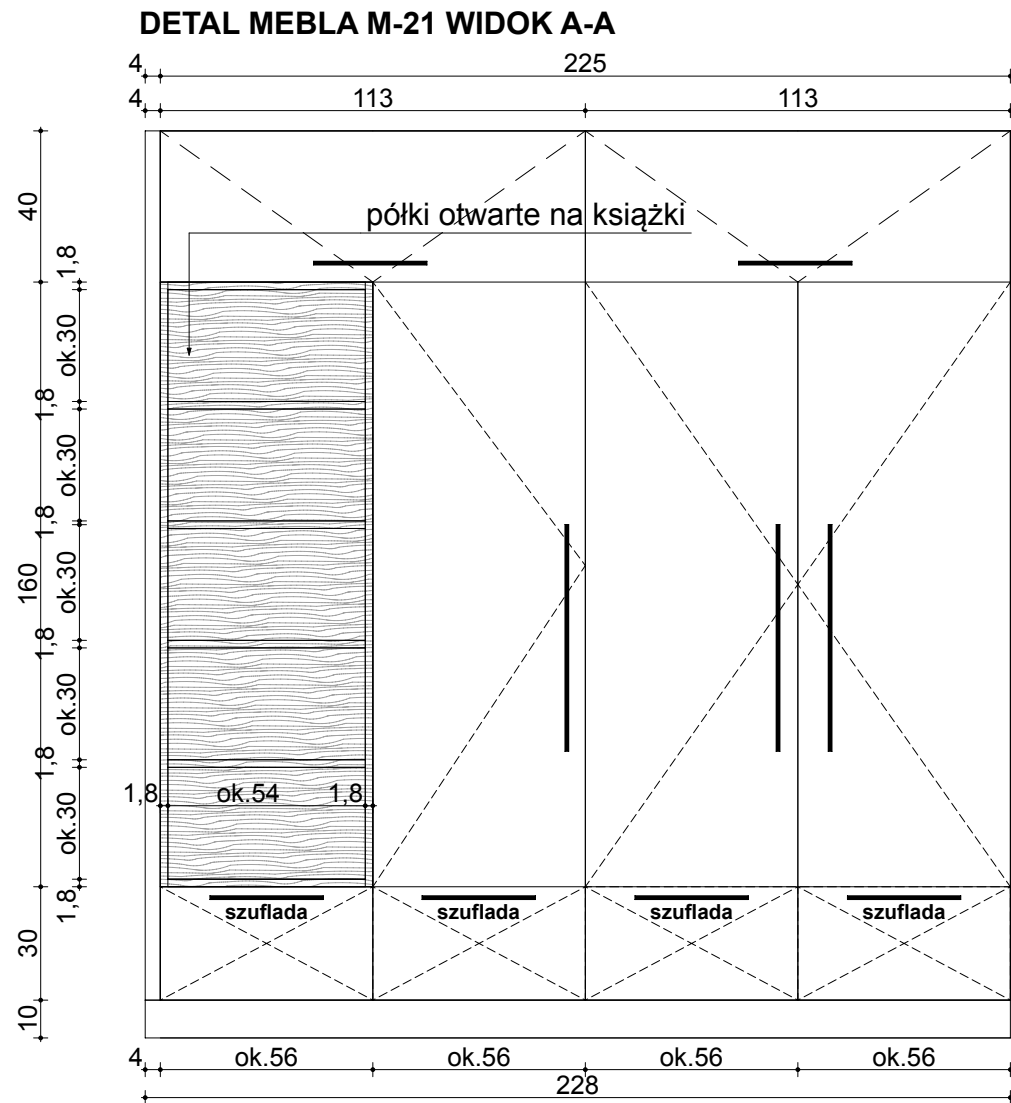 DETAL MEBLA M-21 WIDOK A-A
4 225
4 113 113
40
półki otwarte na książki
1,8
ok.30
1,8
ok.30
1,8
160
ok.30
1,8
ok.30
1,8
1,8 ok.54 1,8
ok.30
1,8
szuflada szuflada szuflada szuflada
30
10
4 ok.56 ok.56 ok.56 ok.56
228